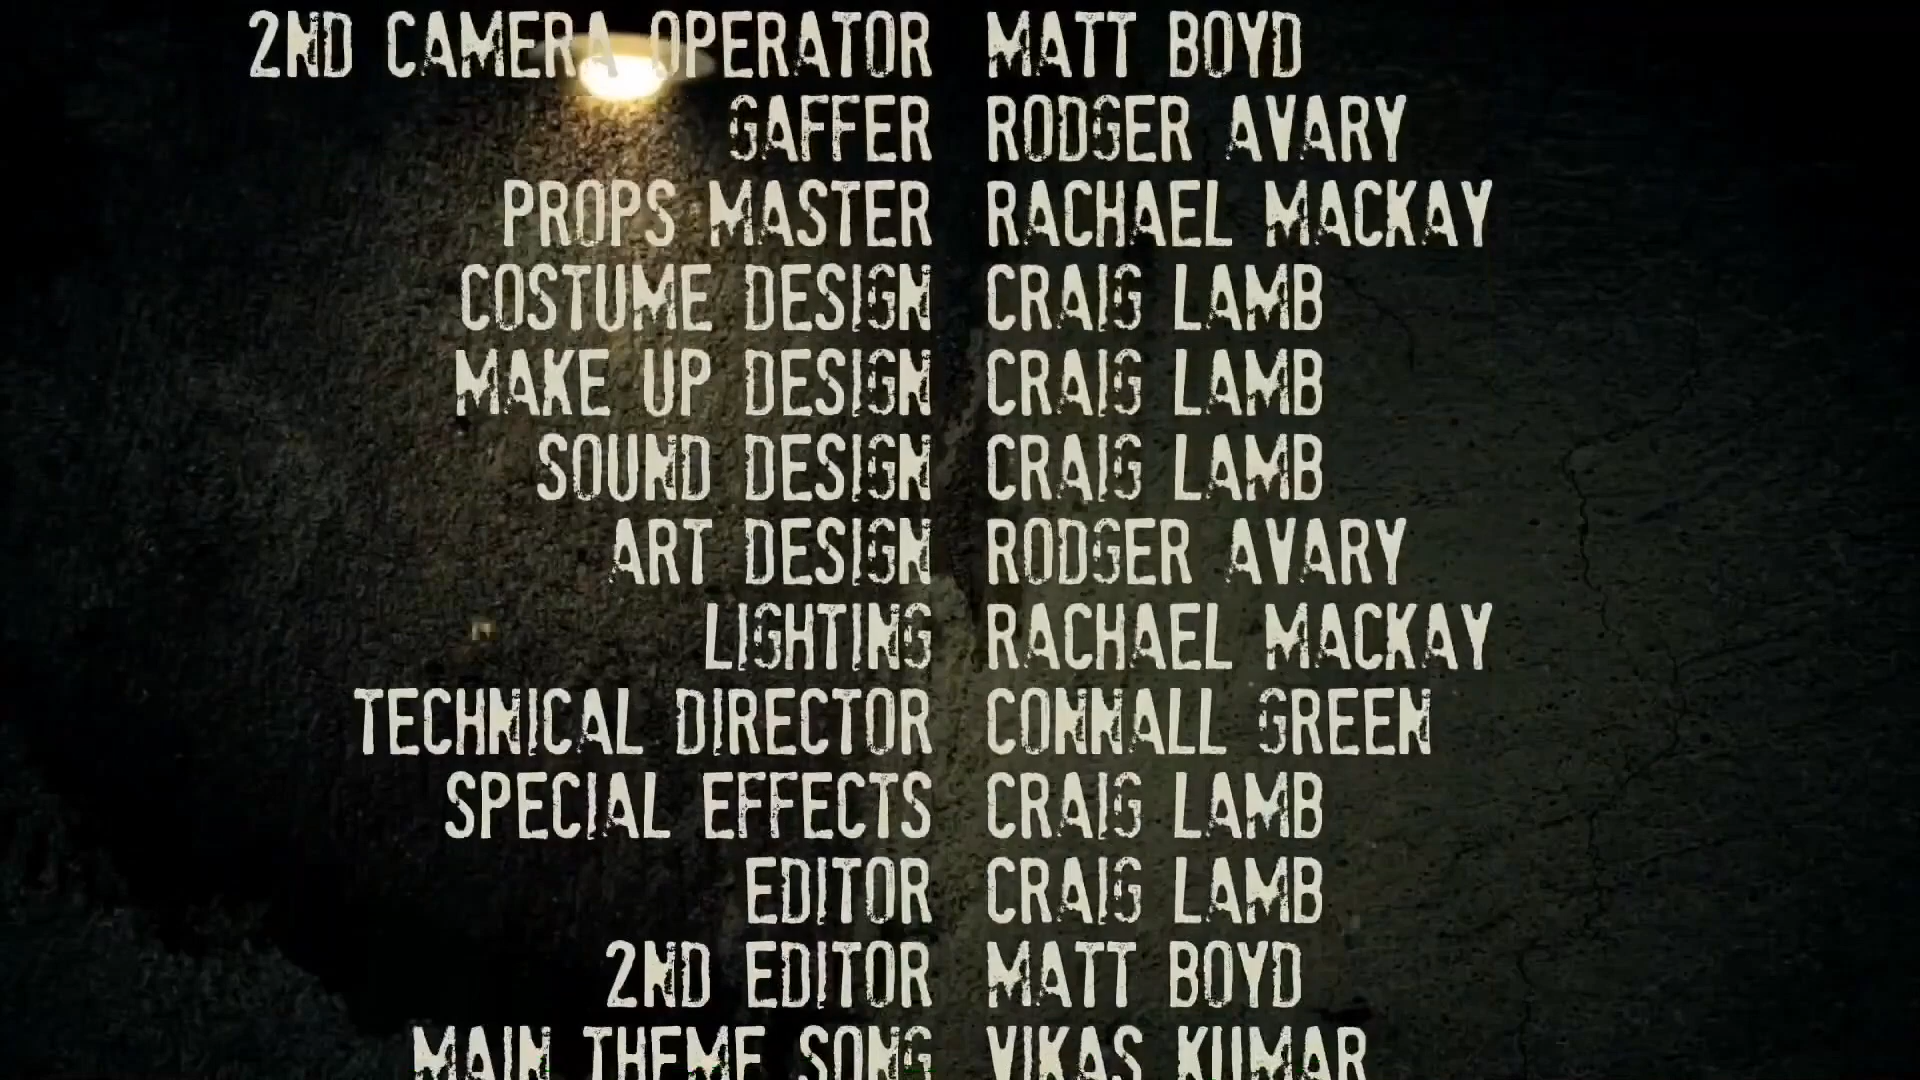 2ND CAMERA OPERATOR MATT BOYD
GAFFER RODGER AVARY
PROPS MASTER RACHAEL MACKAY
COSTUME DESIGN CRAIG LAMB
MAKE UP DESIGN CRAIG LAMB
SOUND DESIGN CRAIG LAMB
ART DESIGN RODGER AVARY
LIGHTING RACHAEL MACKAY
TECHNICAL DIRECTOR CONNALL GREEN
SPECIAL EFFECTS CRAIG LAMB
EDITOR CRAIG LAMB
2ND EDITOR MATT BOYD
MAIN THEME SONG VIKAS KUMAR